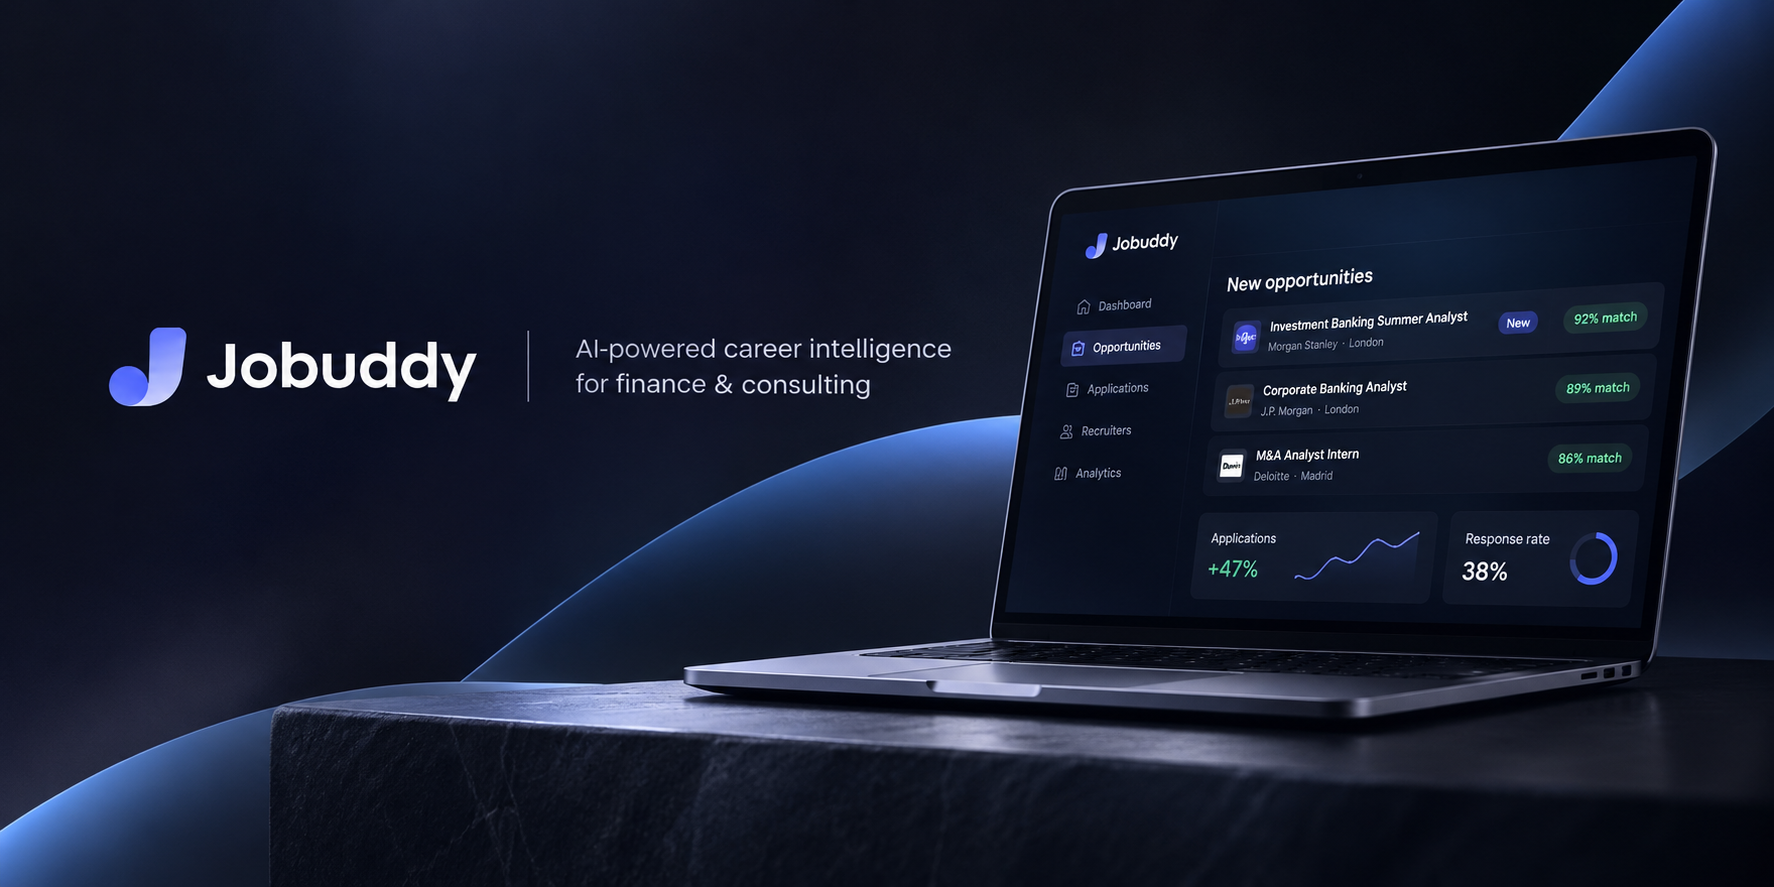 Jobuddy
AI-powered career intelligence
for finance & consulting
Jobuddy
Dashboard
Opportunities
Applications
Recruiters
Analytics
New opportunities
Investment Banking Summer Analyst
Morgan Stanley · London
New
92% match
Corporate Banking Analyst
J.P. Morgan · London
89% match
M&A Analyst Intern
Deloitte · Madrid
86% match
Applications
+47%
Response rate
38%